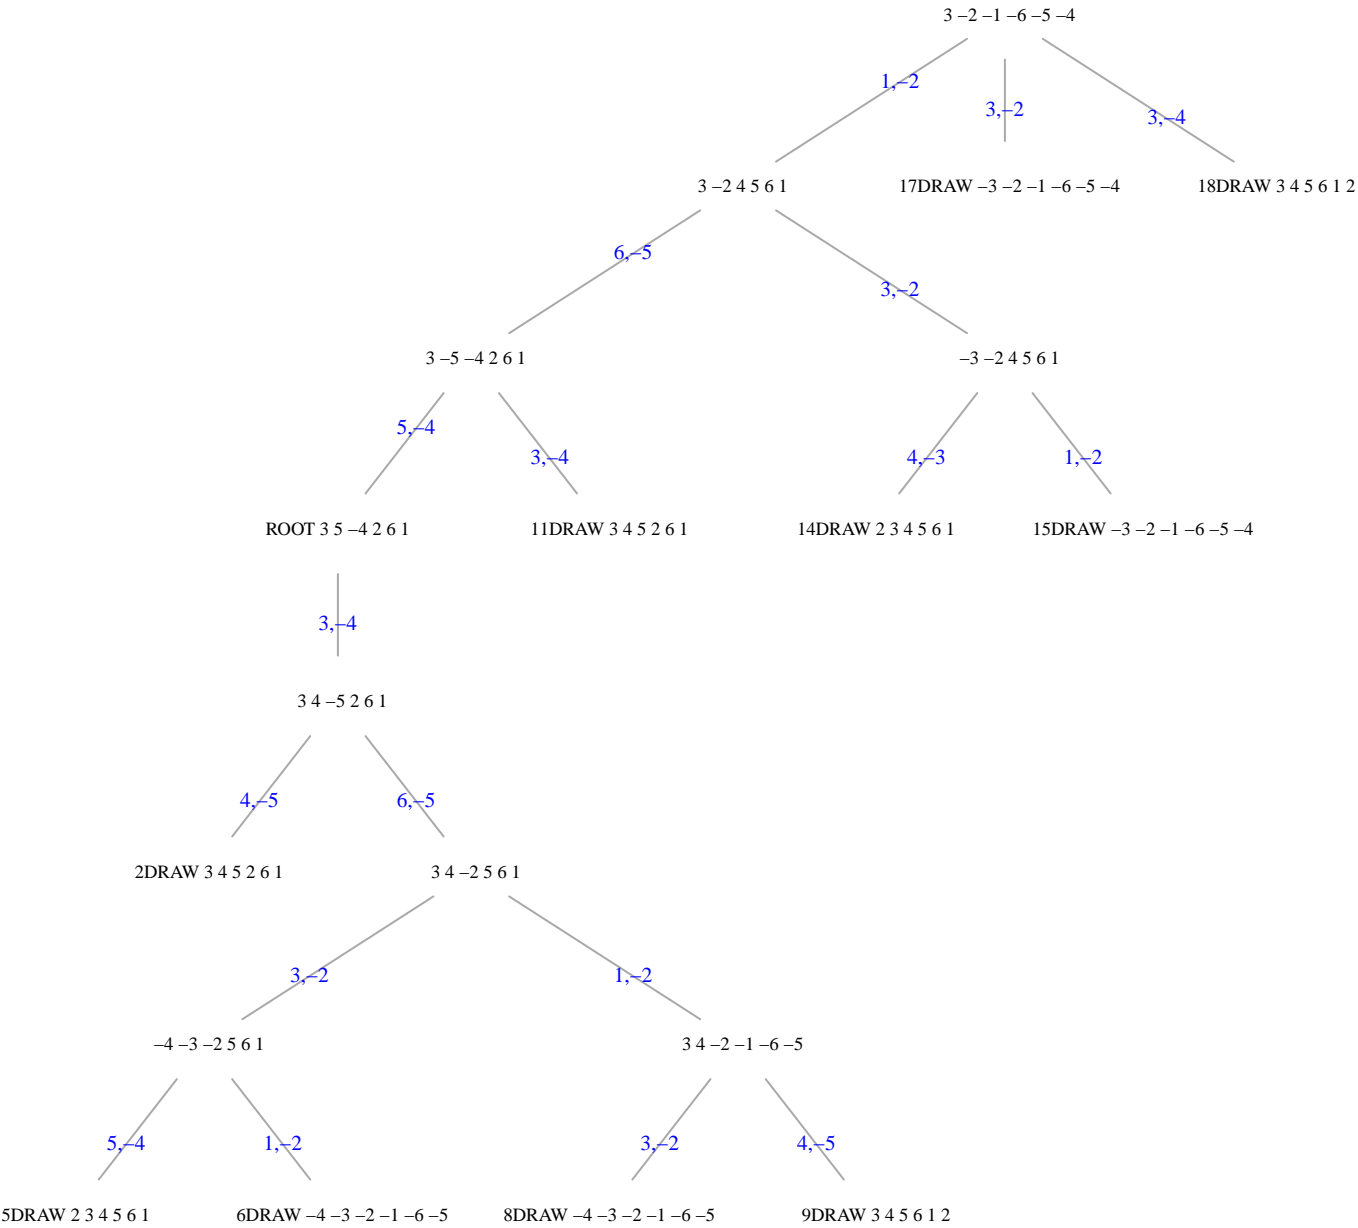 3 –2 –1 –6 –5 –4
1,–2
3,–2
3,–4
3 –2 4 5 6 1
17DRAW –3 –2 –1 –6 –5 –4
18DRAW 3 4 5 6 1 2
6,–5
3,–2
3 –5 –4 2 6 1
–3 –2 4 5 6 1
5,–4
3,–4
4,–3
1,–2
ROOT 3 5 –4 2 6 1
11DRAW 3 4 5 2 6 1
14DRAW 2 3 4 5 6 1
15DRAW –3 –2 –1 –6 –5 –4
3,–4
3 4 –5 2 6 1
4,–5
6,–5
2DRAW 3 4 5 2 6 1
3 4 –2 5 6 1
3,–2
1,–2
–4 –3 –2 5 6 1
3 4 –2 –1 –6 –5
5,–4
1,–2
3,–2
4,–5
5DRAW 2 3 4 5 6 1
6DRAW –4 –3 –2 –1 –6 –5
8DRAW –4 –3 –2 –1 –6 –5
9DRAW 3 4 5 6 1 2